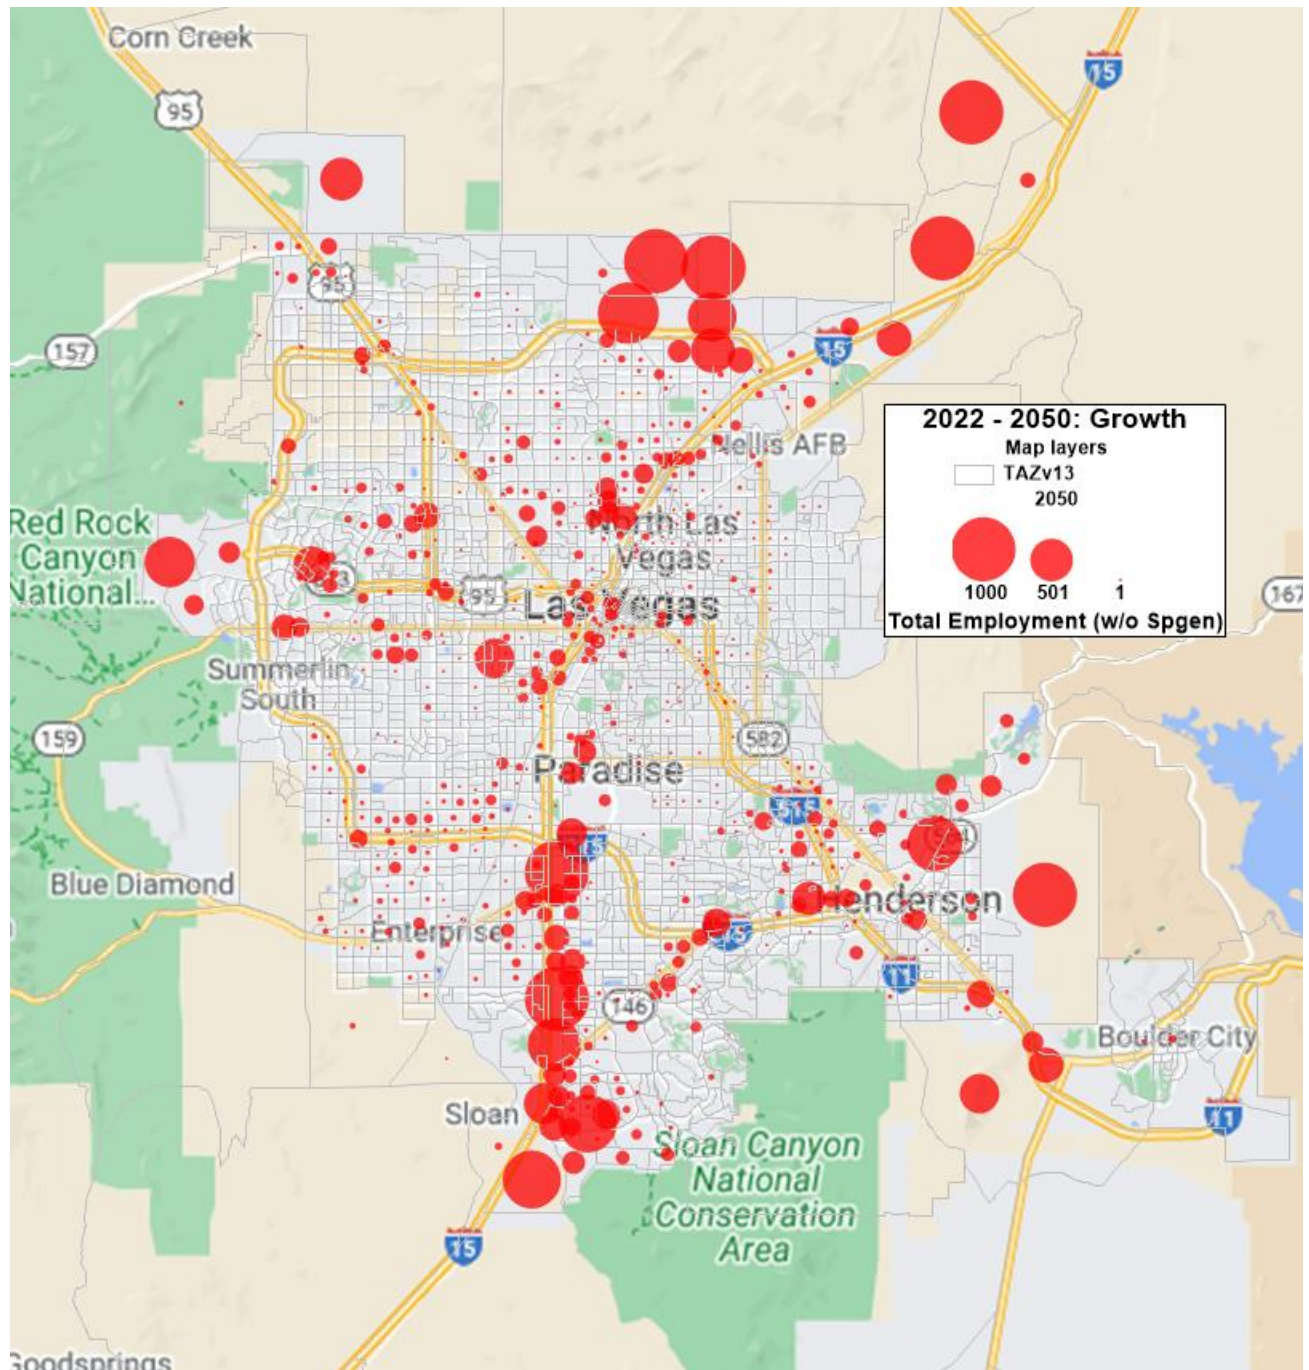 Corn Creek
15
95
95
157
15
2022 - 2050: Growth
Map layers
TAZv13
2050
1000 501 1
Total Employment (w/o Spgen)
Nellis AFB
Red Rock
Canyon
National...
North Las
Vegas
95
Las Vegas
167
Summerlin
South
159
582
Paradise
515
Blue Diamond
Henderson
Enterprise
11
146
Boulder City
Sloan
11
Sloan Canyon
National
Conservation
Area
15
Goodsprings